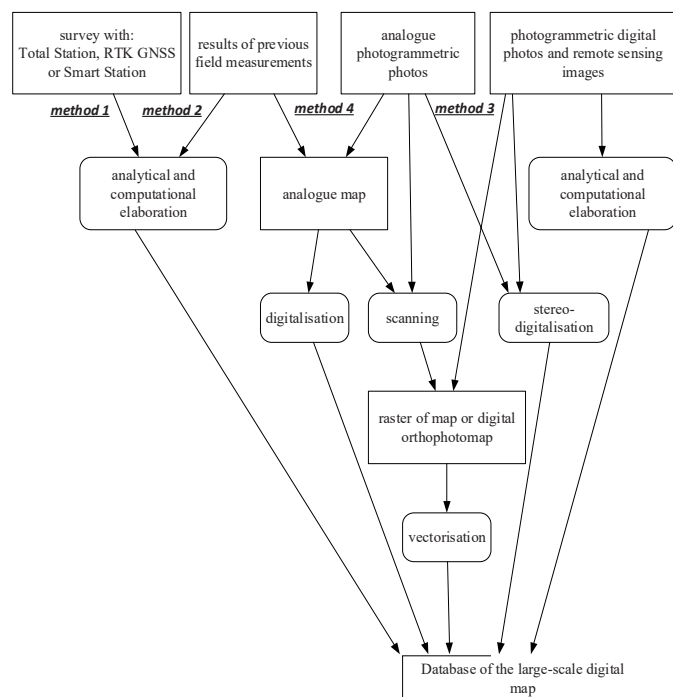 survey with:
Total Station, RTK GNSS
or Smart Station
results of previous
field measurements
analogue
photogrammetric
photos
photogrammetric digital
photos and remote sensing
images
method 1
method 2
method 4
method 3
analytical and
computational
elaboration
analogue map
analytical and
computational
elaboration
digitalisation
scanning
stereo-
digitalisation
raster of map or digital
orthophotomap
vectorisation
Database of the large-scale digital
map